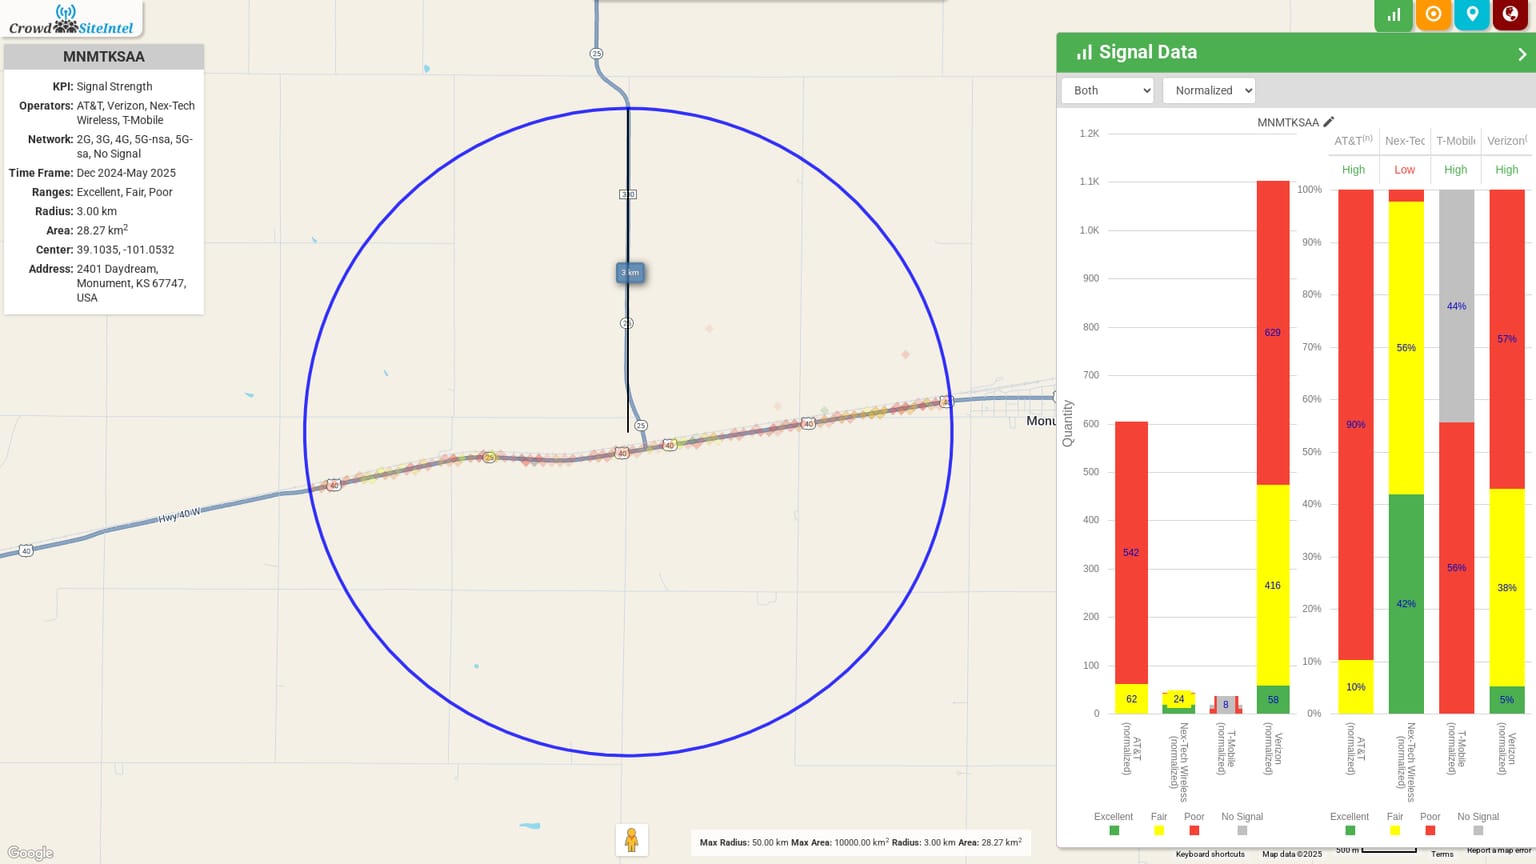 Crowd SiteIntel
MNMTKSAA
KPI: Signal Strength
Operators: AT&T, Verizon, Nex-Tech
Wireless, T-Mobile
Network: 2G, 3G, 4G, 5G-nsa, 5G-
sa, No Signal
Time Frame: Dec 2024-May 2025
Ranges: Excellent, Fair, Poor
Radius: 3.00 km
Area: 28.27 km²
Center: 39.1035, -101.0532
Address: 2401 Daydream,
Monument, KS 67747,
USA
25
3 km
25
25
40
40
40
40
25
40
Hwy 40 W
40
Monu
Google
Max Radius: 50.00 km Max Area: 10000.00 km² Radius: 3.00 km Area: 28.27 km²
Signal Data
Both
Normalized
MNMTKSAA
Quantity
1.2K
1.1K
1.0K
900
800
700
600
500
400
300
200
100
0
542
62
24
8
629
416
58
AT&T
(normalized)
Nex-Tech Wireless
(normalized)
T-Mobile
(normalized)
Verizon
(normalized)
Excellent
Fair
Poor
No Signal
AT&T(n)
Nex-Tec
T-Mobile
Verizon(
High
Low
High
High
100%
90%
80%
70%
60%
50%
40%
30%
20%
10%
0%
90%
10%
56%
42%
44%
56%
57%
38%
5%
AT&T
(normalized)
Nex-Tech Wireless
(normalized)
T-Mobile
(normalized)
Verizon
(normalized)
Excellent
Fair
Poor
No Signal
Keyboard shortcuts
Map data ©2025
500 m
Terms
Report a map error